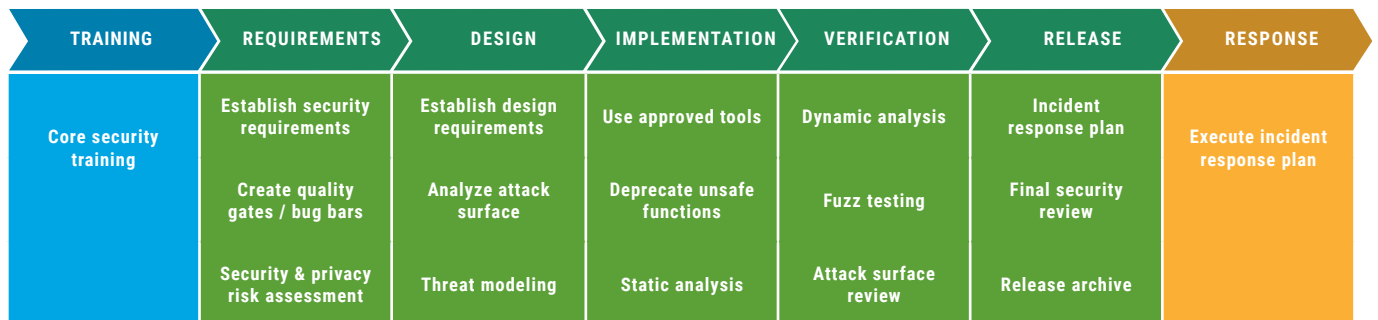 TRAINING
REQUIREMENTS
DESIGN
IMPLEMENTATION
VERIFICATION
RELEASE
RESPONSE
Core security
training
Establish security
requirements
Create quality
gates / bug bars
Security & privacy
risk assessment
Establish design
requirements
Analyze attack
surface
Threat modeling
Use approved tools
Deprecate unsafe
functions
Static analysis
Dynamic analysis
Fuzz testing
Attack surface
review
Incident
response plan
Final security
review
Release archive
Execute incident
response plan